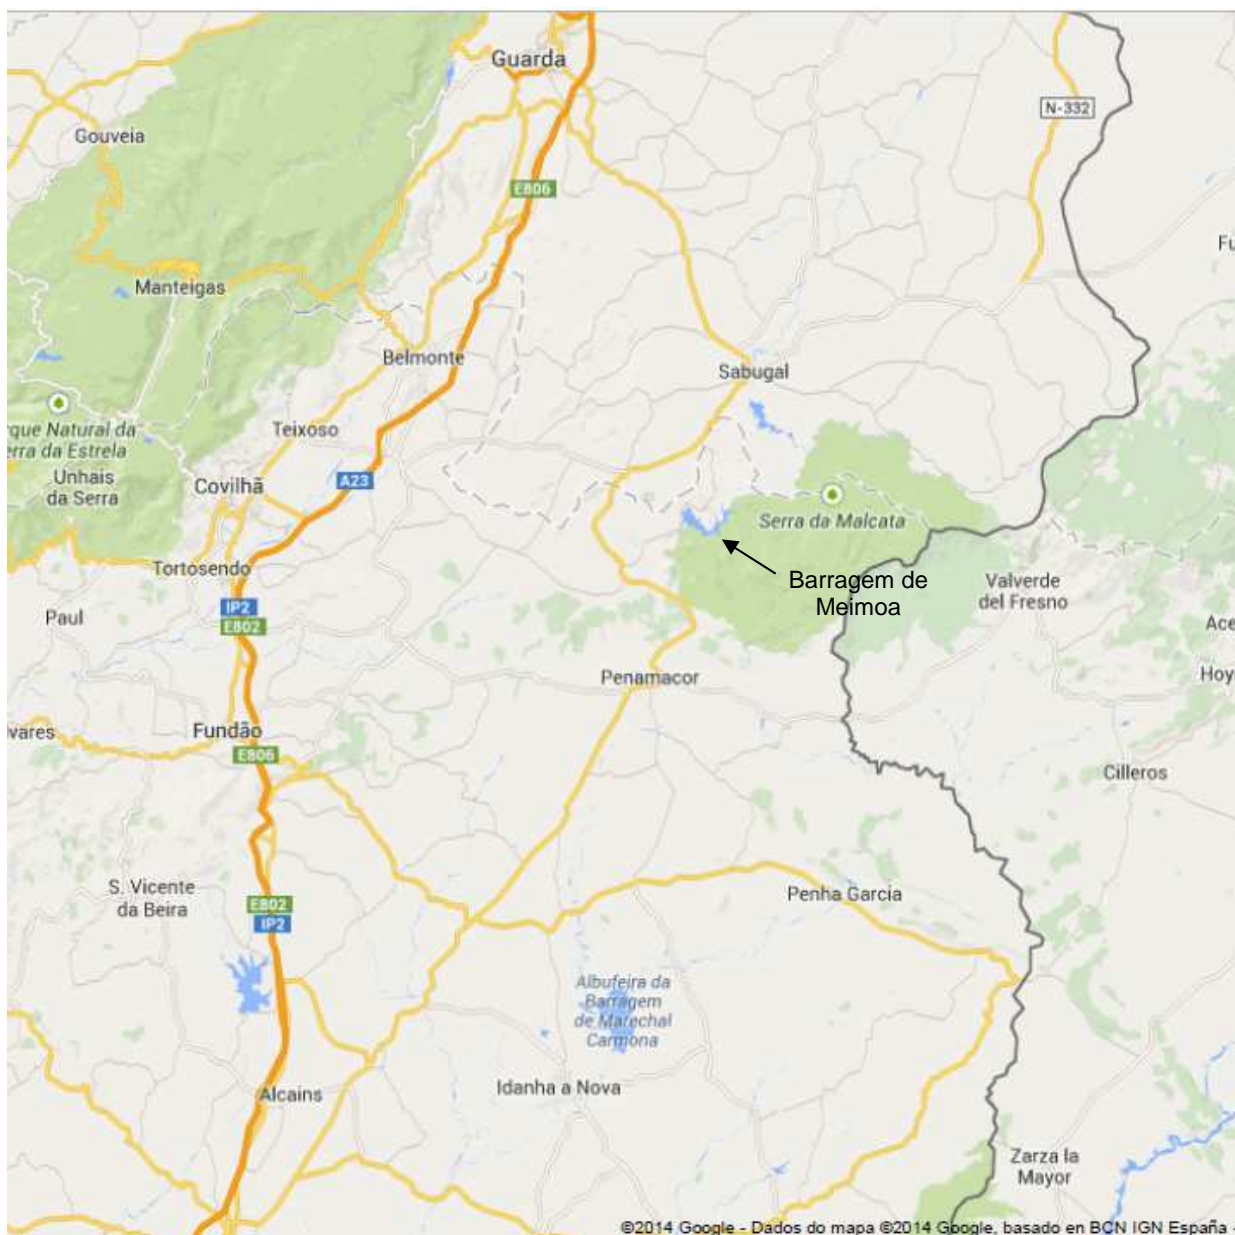 Guarda
N-332
Gouveia
E806
Fu
Manteigas
Belmonte
Sabugal
rque Natural da
erra da Estrela
Teixoso
Unhais
da Serra
Covilhã
A23
Serra da Malcata
Tortosendo
Barragem de
Meimoa
Valverde
del Fresno
IP2
E802
Paul
Ace
Penamacor
Hoy
vares
Fundão
E806
Cilleros
S. Vicente
da Beira
Penha Garcia
E802
IP2
Albufeira da
Barragem
de Marechal
Carmona
Alcains
Idanha a Nova
Zarza la
Mayor
©2014 Google - Dados do mapa ©2014 Google, basado en BCN IGN España -